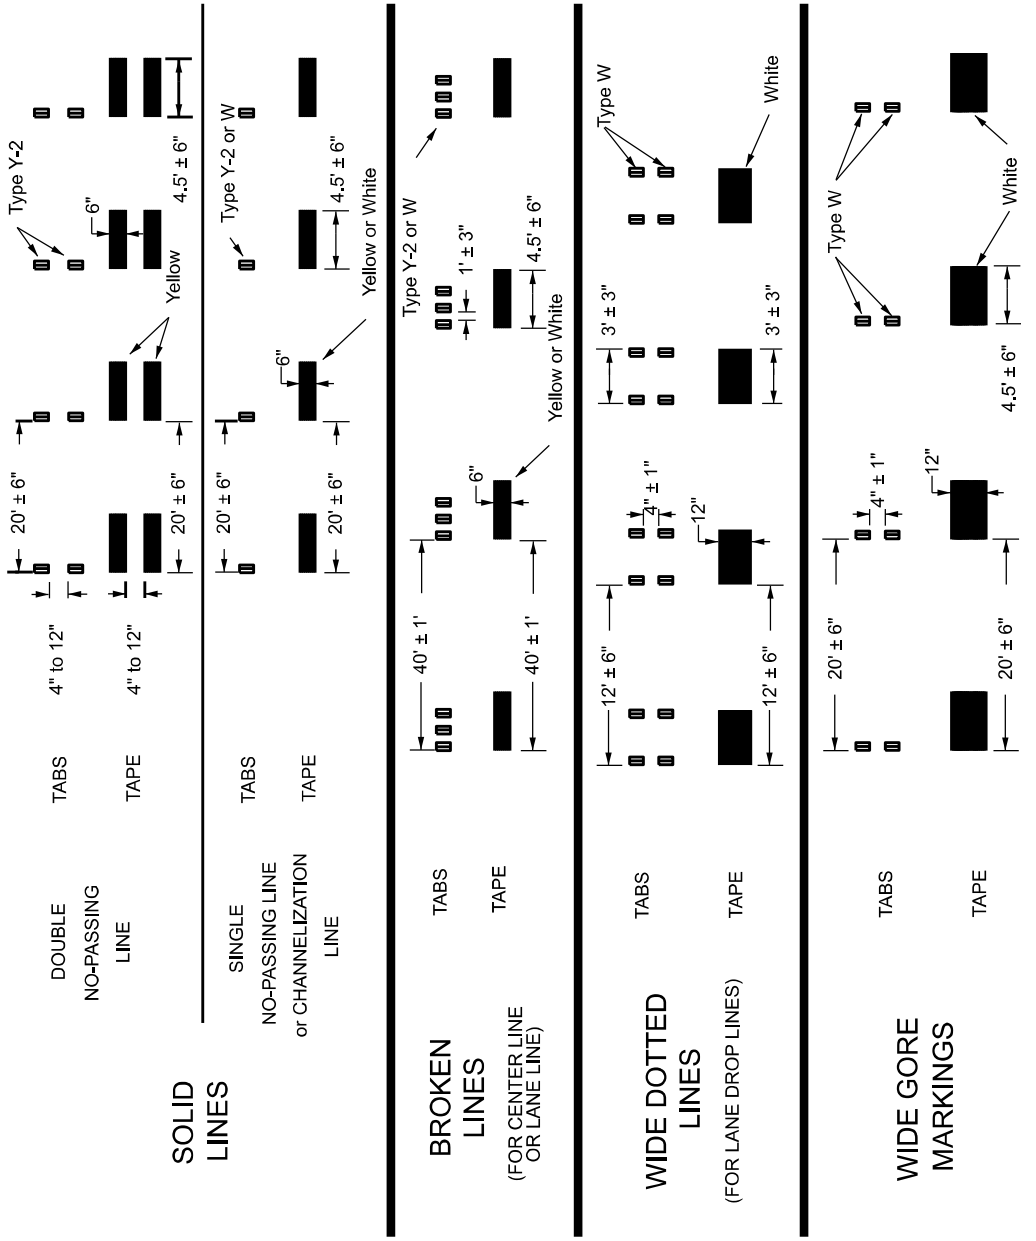 SOLID
LINES
DOUBLE
NO-PASSING
LINE
TABS
4" to 12"
20' ± 6"
Type Y-2
TAPE
4" to 12"
20' ± 6"
6"
Yellow
4.5' ± 6"
SINGLE
NO-PASSING LINE
or CHANNELIZATION
LINE
TABS
20' ± 6"
Type Y-2 or W
TAPE
20' ± 6"
6"
4.5' ± 6"
Yellow or White
BROKEN
LINES
(FOR CENTER LINE
OR LANE LINE)
TABS
40' ± 1'
1' ± 3"
Type Y-2 or W
TAPE
40' ± 1'
6"
4.5' ± 6"
Yellow or White
WIDE DOTTED
LINES
(FOR LANE DROP LINES)
TABS
12' ± 6"
4" ± 1"
3' ± 3"
Type W
TAPE
12' ± 6"
12"
3' ± 3"
White
WIDE GORE
MARKINGS
TABS
20' ± 6"
4" ± 1"
Type W
TAPE
20' ± 6"
12"
4.5' ± 6"
White